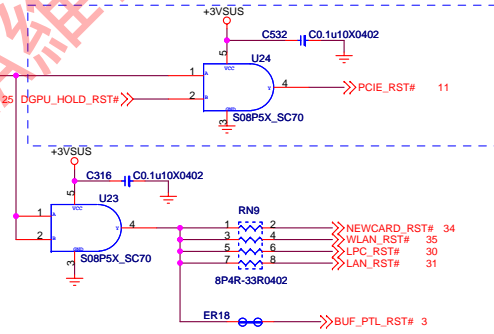 +3VSUS
C532 C0.1u10X0402
U24
5
VCC
1 A
4
Y
PCIE_RST# 11
25 DGPU_HOLD_RST#
2 B
GND
3
S08P5X_SC70
+3VSUS
C316 C0.1u10X0402
U23
5
VCC
1 A
4
Y
2 B
GND
3
S08P5X_SC70
RN9
1 2 NEWCARD_RST# 34
3 4 WLAN_RST# 35
5 6 LPC_RST# 30
7 8 LAN_RST# 31
8P4R-33R0402
ER18
BUF_PTL_RST# 3